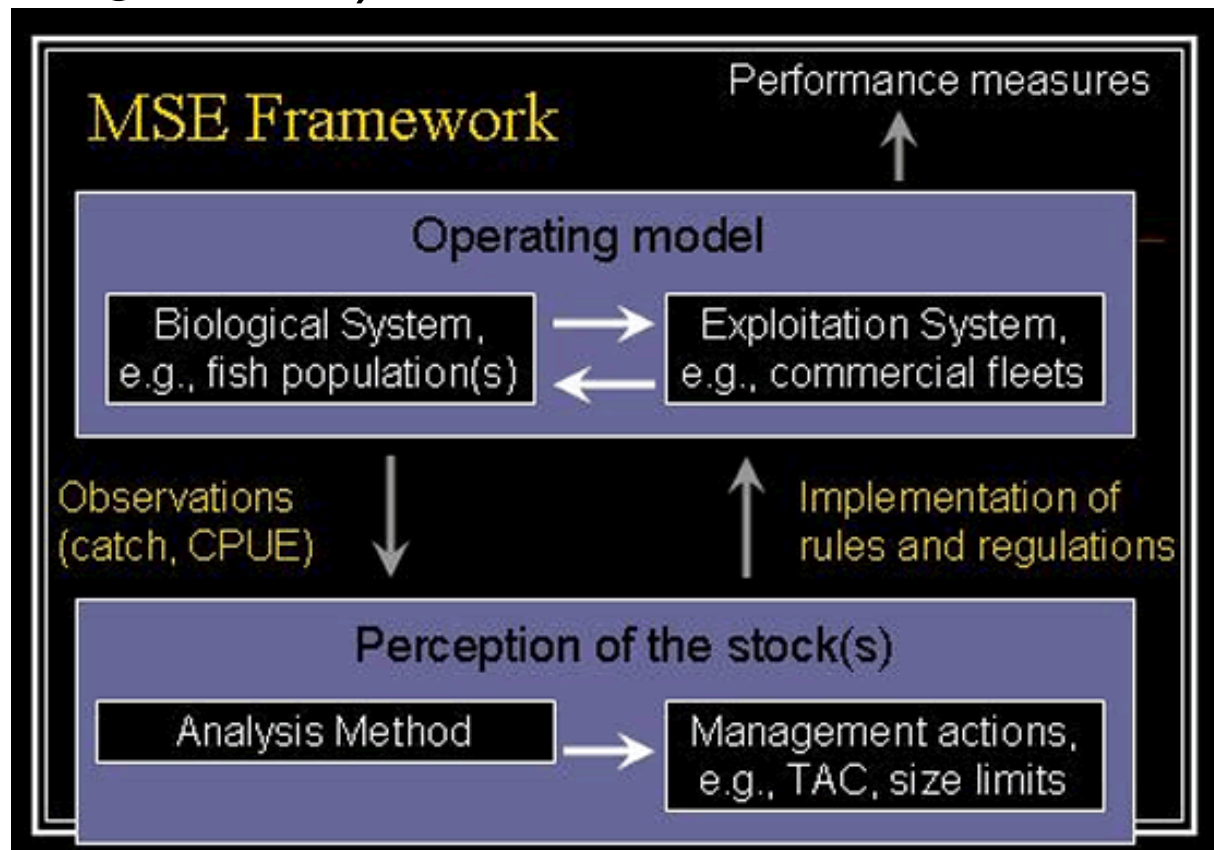 Performance measures
MSE Framework
Operating model
Biological System,
e.g., fish population(s)
Exploitation System,
e.g., commercial fleets
Observations
(catch, CPUE)
Implementation of
rules and regulations
Perception of the stock(s)
Analysis Method
Management actions,
e.g., TAC, size limits